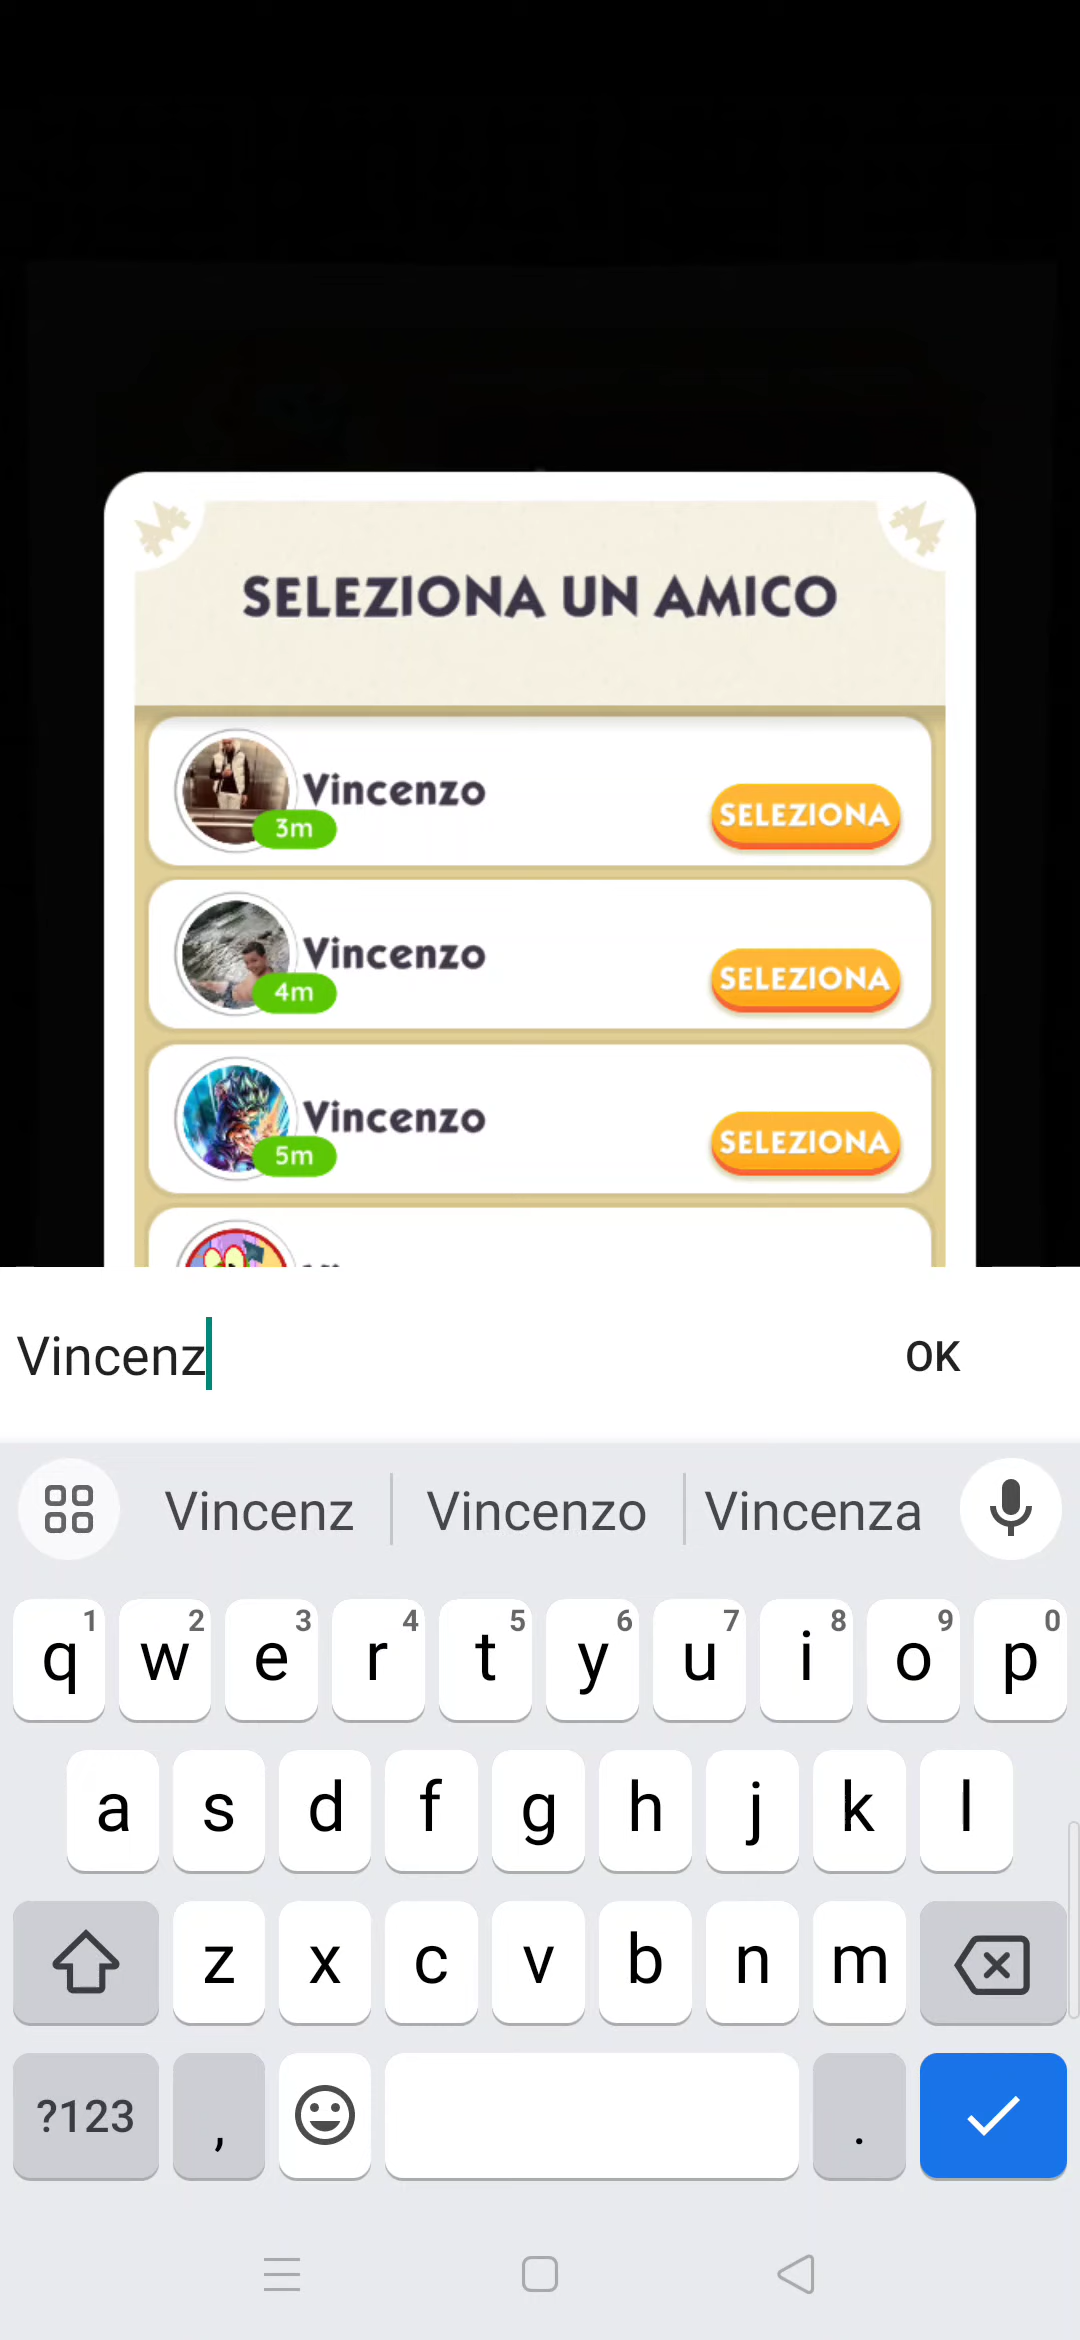 SELEZIONA UN AMICO
Vincenzo
3m
SELEZIONA
Vincenzo
4m
SELEZIONA
Vincenzo
5m
SELEZIONA
Vincenz
OK
Vincenz Vincenzo Vincenza
1 2 3 4 5 6 7 8 9 0
q w e r t y u i o p
a s d f g h j k l
z x c v b n m
?123 , .